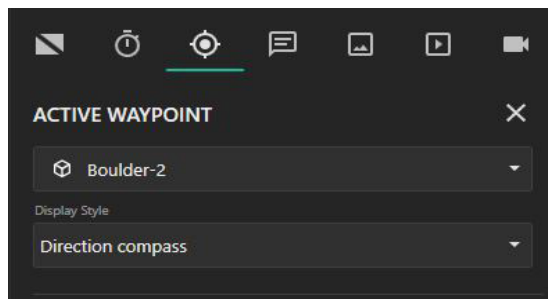 ACTIVE WAYPOINT
Boulder-2
Display Style
Direction compass